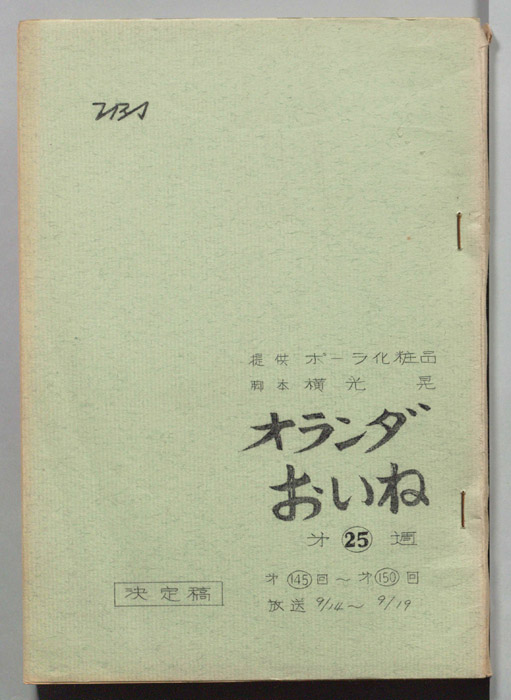 TBS
提供 ポーラ化粧品
脚本 横光 晃
オランダ
おいね
才25週
才145回～才150回
決定稿
放送 9/14～9/19